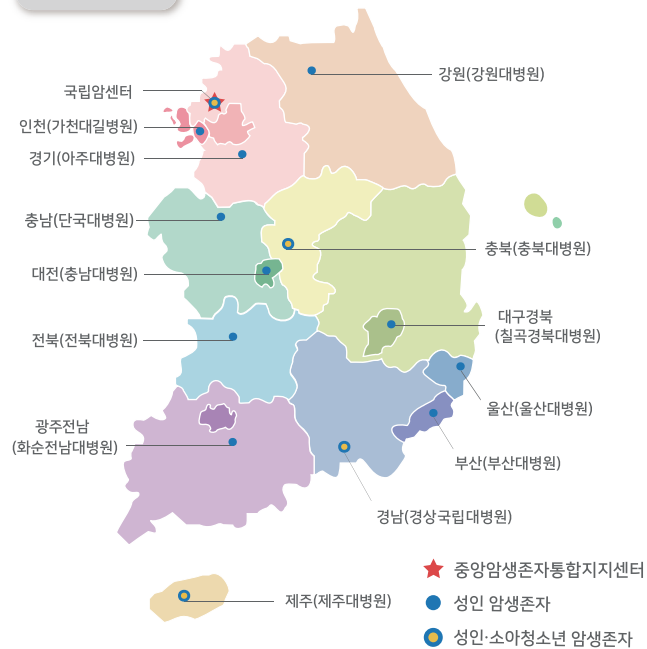 강원(강원대병원)
국립암센터
인천(가천대길병원)
경기(아주대병원)
충남(단국대병원)
충북(충북대병원)
대전(충남대병원)
대구경북
(칠곡경북대병원)
전북(전북대병원)
울산(울산대병원)
광주전남
(화순전남대병원)
부산(부산대병원)
경남(경상국립대병원)
중앙암생존자통합지지센터
제주(제주대병원)
성인 암생존자
성인·소아청소년 암생존자